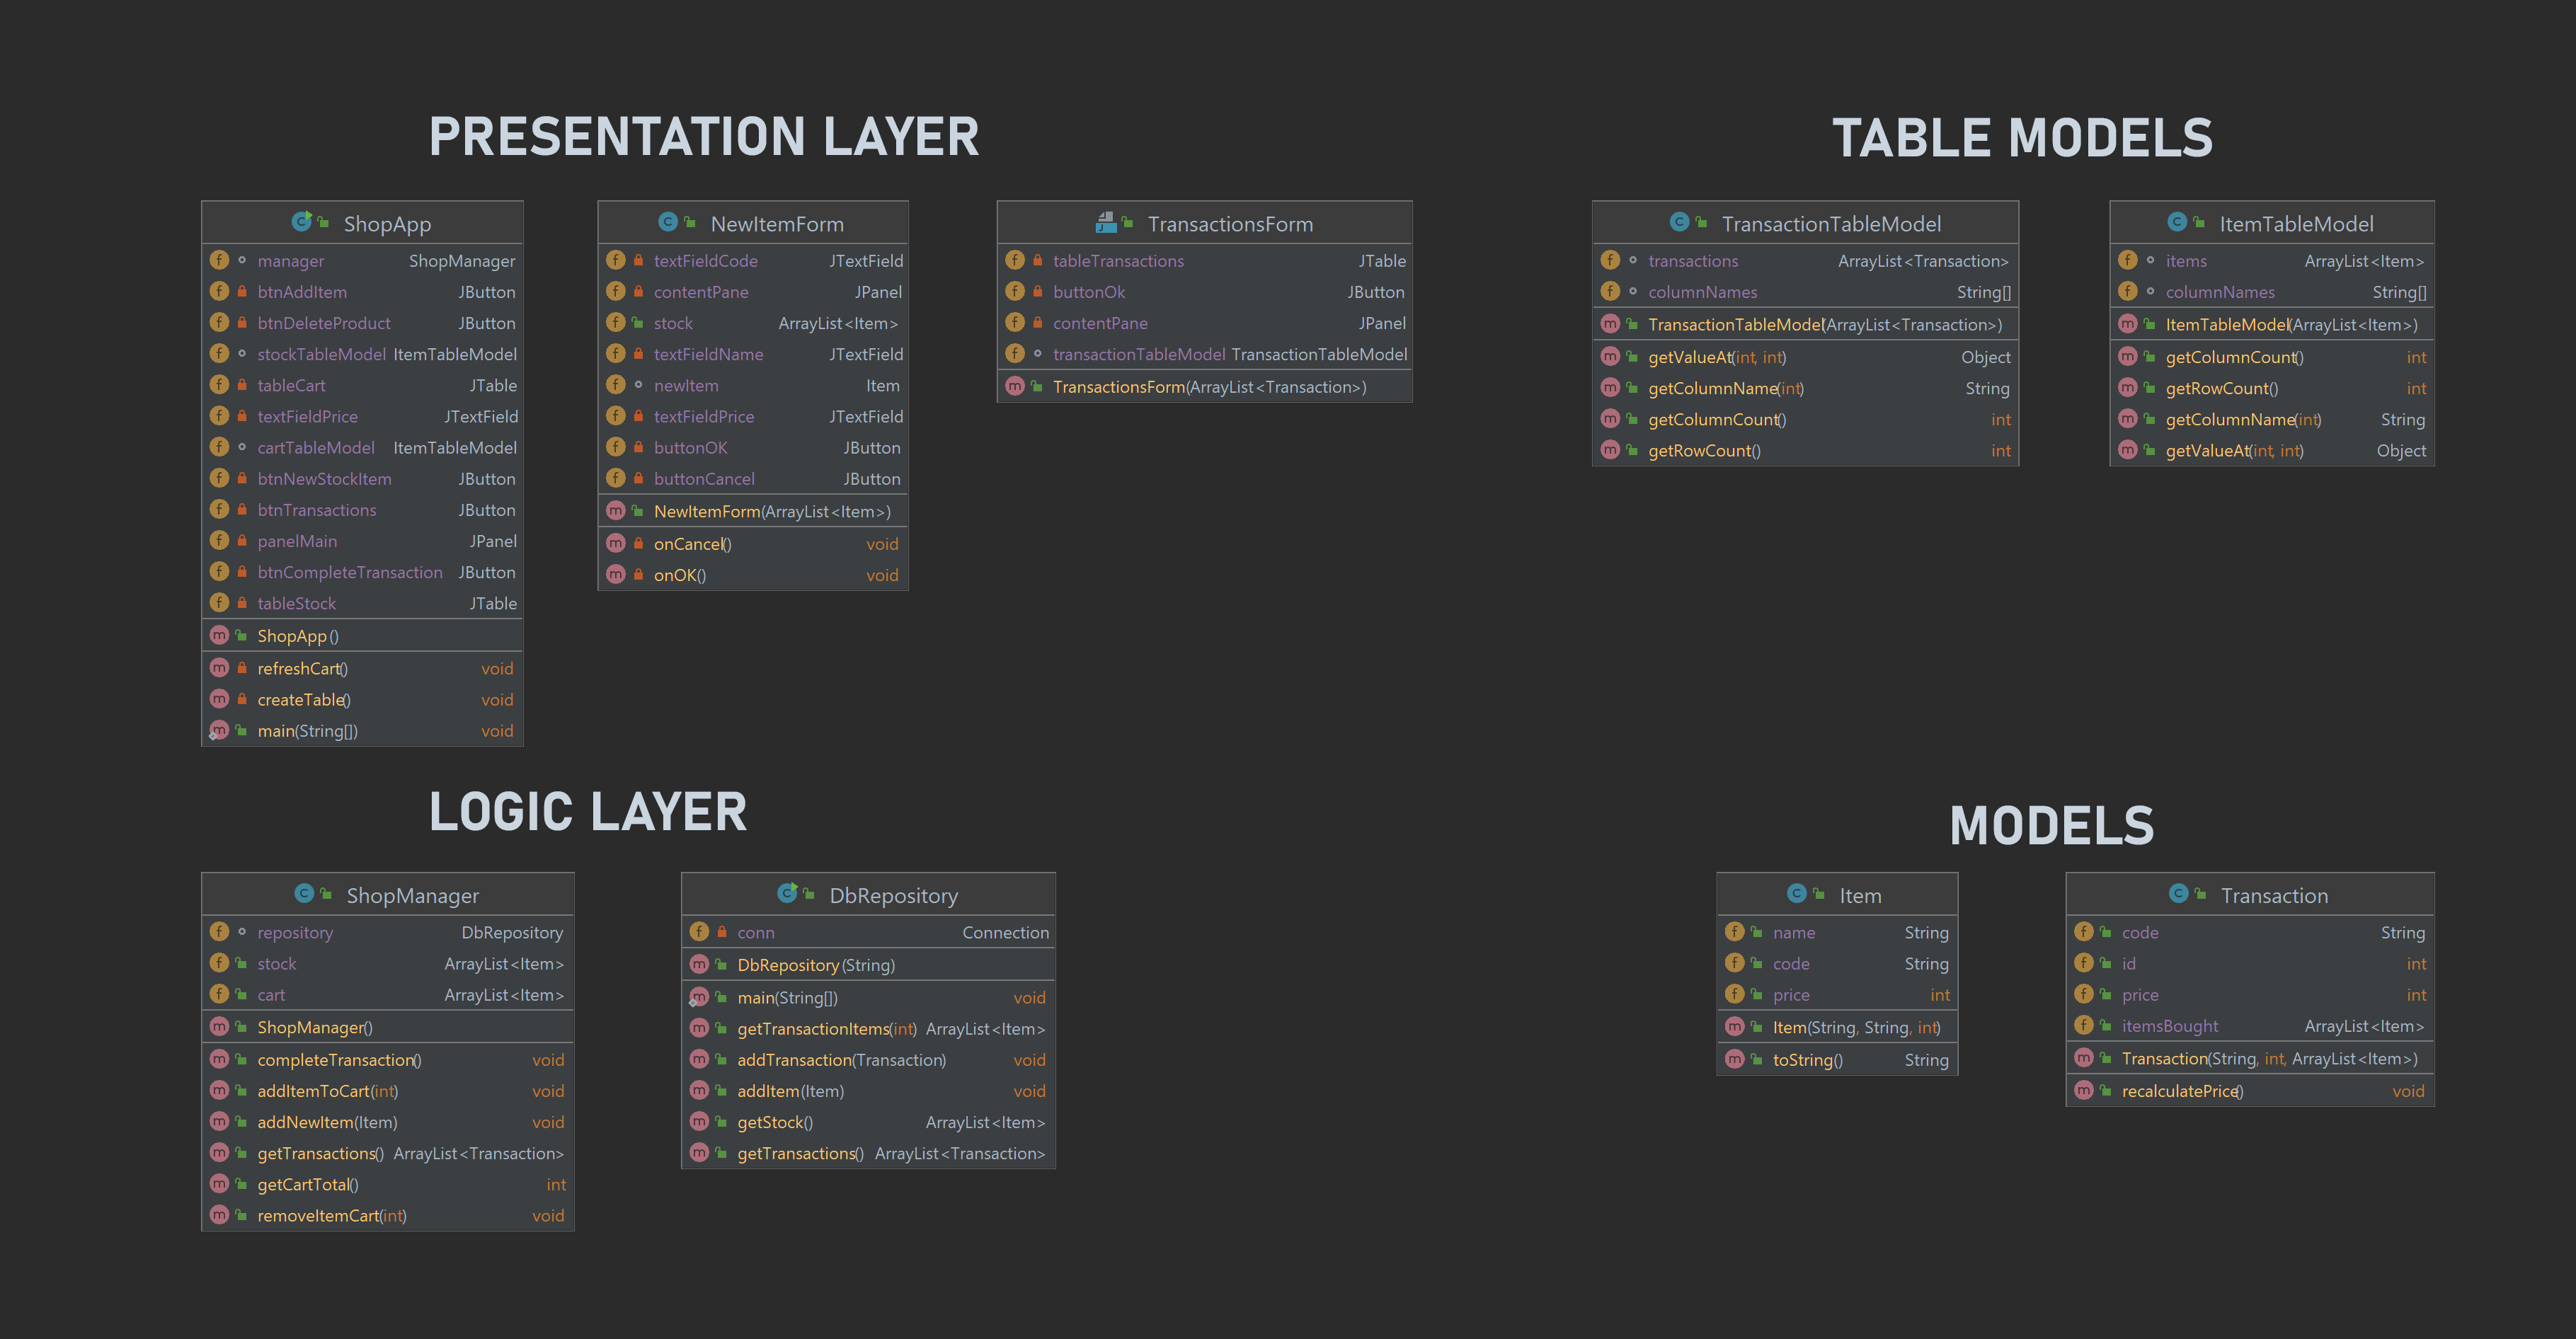 PRESENTATION LAYER
ShopApp
manager ShopManager
btnAddItem JButton
btnDeleteProduct JButton
stockTableModel ItemTableModel
tableCart JTable
textFieldPrice JTextField
cartTableModel ItemTableModel
btnNewStockItem JButton
btnTransactions JButton
panelMain JPanel
btnCompleteTransaction JButton
tableStock JTable
ShopApp()
refreshCart() void
createTable() void
main(String[]) void
NewItemForm
textFieldCode JTextField
contentPane JPanel
stock ArrayList<Item>
textFieldName JTextField
newItem Item
textFieldPrice JTextField
buttonOK JButton
buttonCancel JButton
NewItemForm(ArrayList<Item>)
onCancel() void
onOK() void
TransactionsForm
tableTransactions JTable
buttonOk JButton
contentPane JPanel
transactionTableModel TransactionTableModel
TransactionsForm(ArrayList<Transaction>)
TABLE MODELS
TransactionTableModel
transactions ArrayList<Transaction>
columnNames String[]
TransactionTableModel(ArrayList<Transaction>)
getValueAt(int, int) Object
getColumnName(int) String
getColumnCount() int
getRowCount() int
ItemTableModel
items ArrayList<Item>
columnNames String[]
ItemTableModel(ArrayList<Item>)
getColumnCount() int
getRowCount() int
getColumnName(int) String
getValueAt(int, int) Object
LOGIC LAYER
ShopManager
repository DbRepository
stock ArrayList<Item>
cart ArrayList<Item>
ShopManager()
completeTransaction() void
addItemToCart(int) void
addNewItem(Item) void
getTransactions() ArrayList<Transaction>
getCartTotal() int
removeItemCart(int) void
DbRepository
conn Connection
DbRepository(String)
main(String[]) void
getTransactionItems(int) ArrayList<Item>
addTransaction(Transaction) void
addItem(Item) void
getStock() ArrayList<Item>
getTransactions() ArrayList<Transaction>
MODELS
Item
name String
code String
price int
Item(String, String, int)
toString() String
Transaction
code String
id int
price int
itemsBought ArrayList<Item>
Transaction(String, int, ArrayList<Item>)
recalculatePrice() void